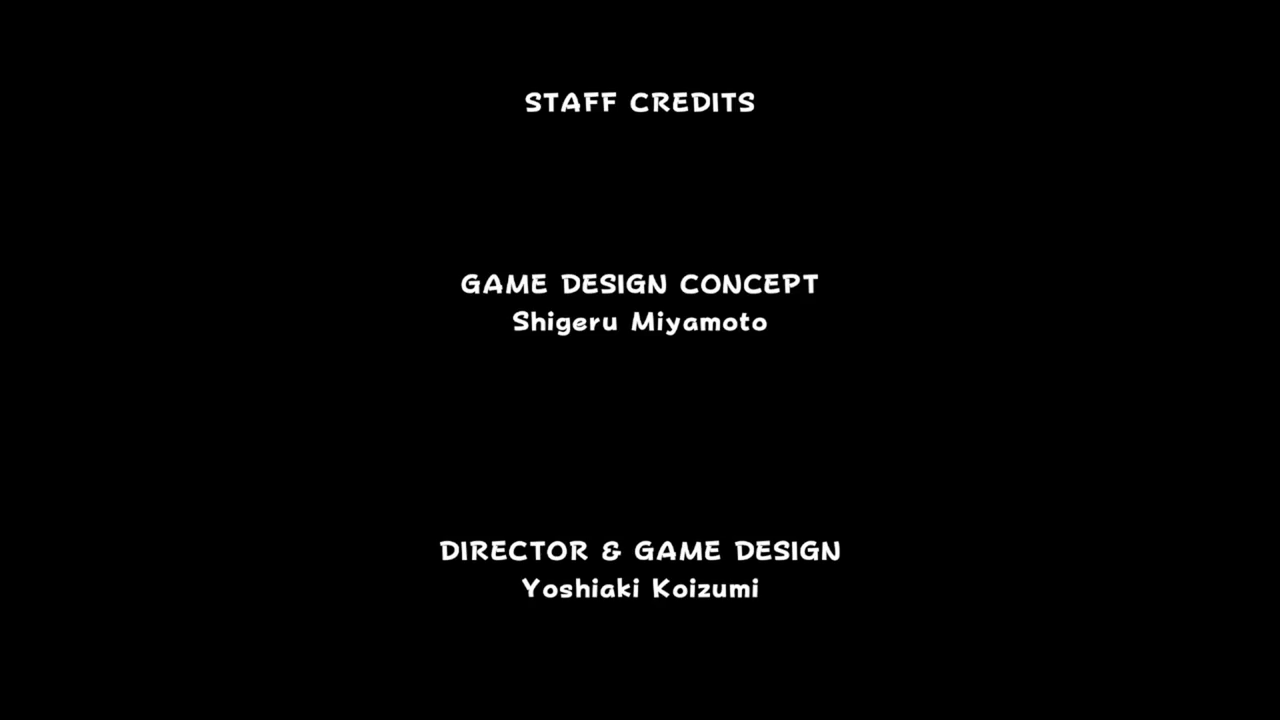 STAFF CREDITS
GAME DESIGN CONCEPT
Shigeru Miyamoto
DIRECTOR & GAME DESIGN
Yoshiaki Koizumi